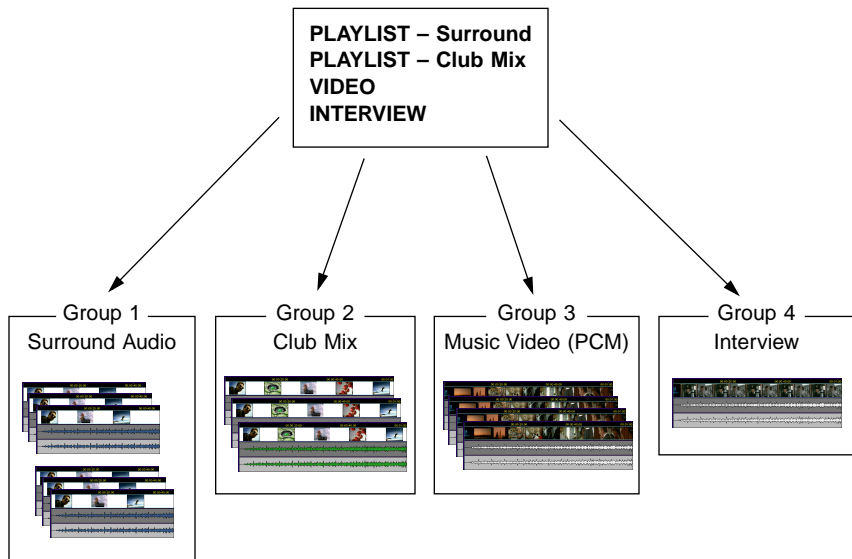 PLAYLIST – Surround
PLAYLIST – Club Mix
VIDEO
INTERVIEW
Group 1
Surround Audio
Group 2
Club Mix
Group 3
Music Video (PCM)
Group 4
Interview